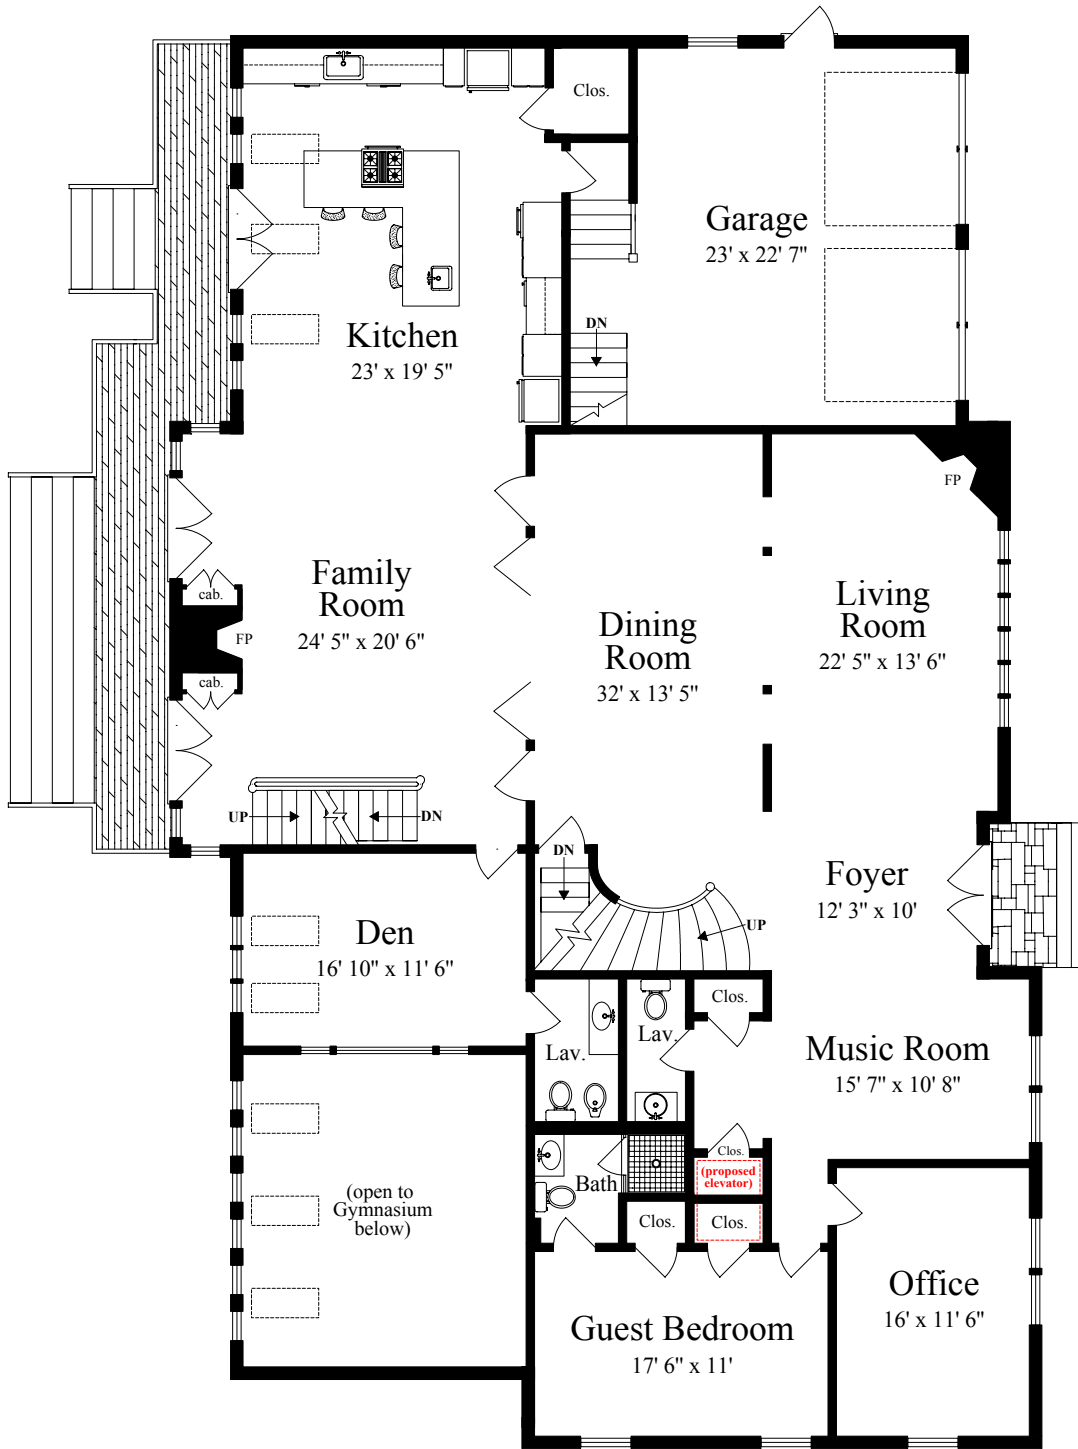 Clos.
Garage
23' x 22' 7"
DN
Kitchen
23' x 19' 5"
FP
Family
Room
24' 5" x 20' 6"
cab.
FP
cab.
Dining
Room
32' x 13' 5"
Living
Room
22' 5" x 13' 6"
UP
DN
DN
UP
Foyer
12' 3" x 10'
Den
16' 10" x 11' 6"
Lav.
Lav.
Clos.
Music Room
15' 7" x 10' 8"
Clos.
(proposed
elevator)
Bath
Clos.
Clos.
(open to
Gymnasium
below)
Guest Bedroom
17' 6" x 11'
Office
16' x 11' 6"